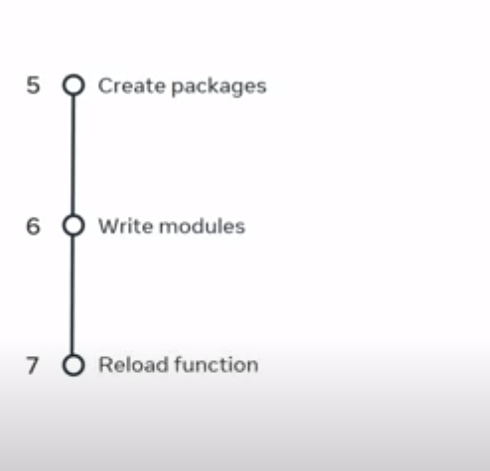 5 Create packages
6 Write modules
7 Reload function